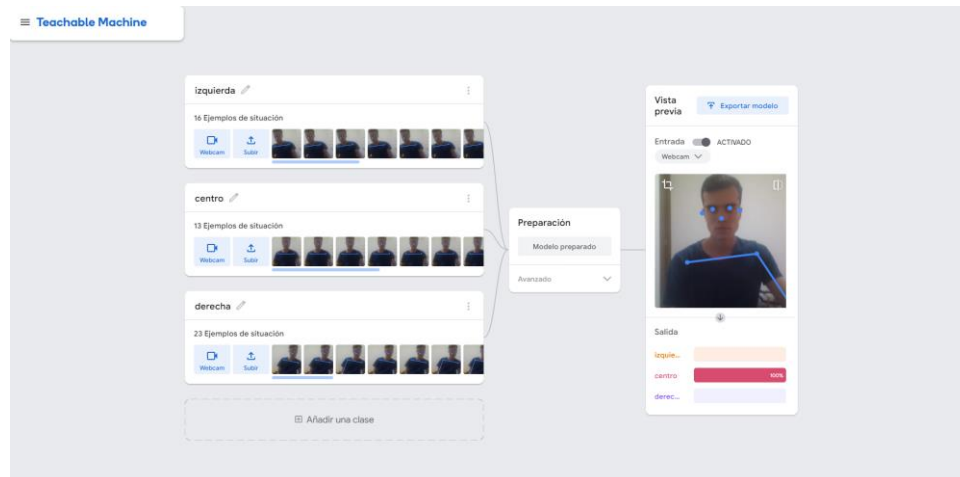 Teachable Machine
izquierda
16 Ejemplos de situación
Webcam
Subir
centro
13 Ejemplos de situación
Webcam
Subir
derecha
23 Ejemplos de situación
Webcam
Subir
Añadir una clase
Preparación
Modelo preparado
Avanzado
Vista
previa
Exportar modelo
Entrada ACTIVADO
Webcam
Salida
izquie...
centro 100%
derec...